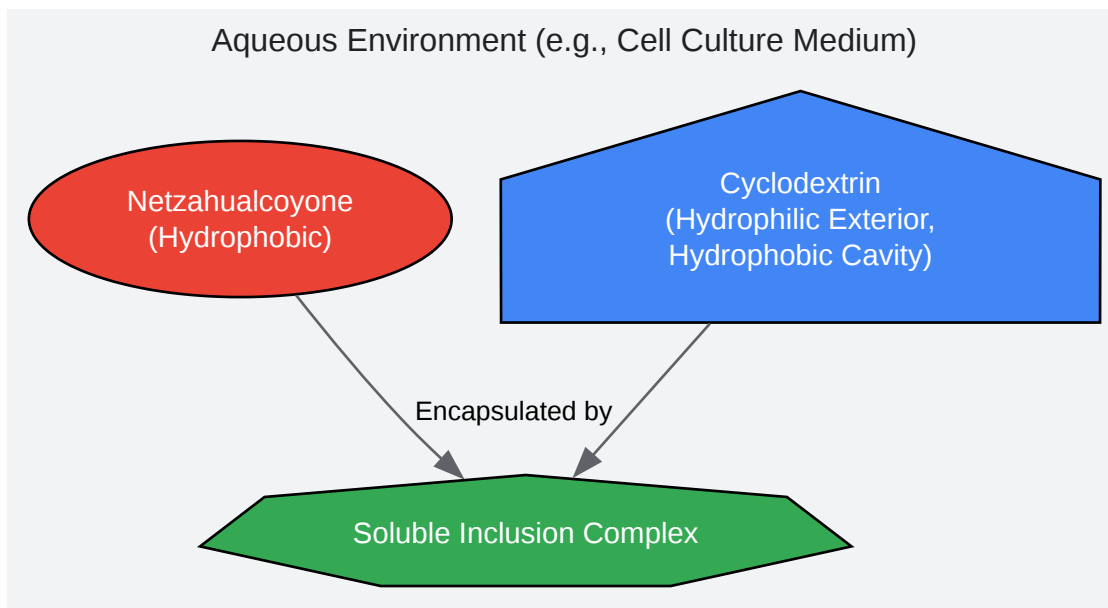 Aqueous Environment (e.g., Cell Culture Medium)
Netzahualcoyone
(Hydrophobic)
Cyclodextrin
(Hydrophilic Exterior,
Hydrophobic Cavity)
Encapsulated by
Soluble Inclusion Complex